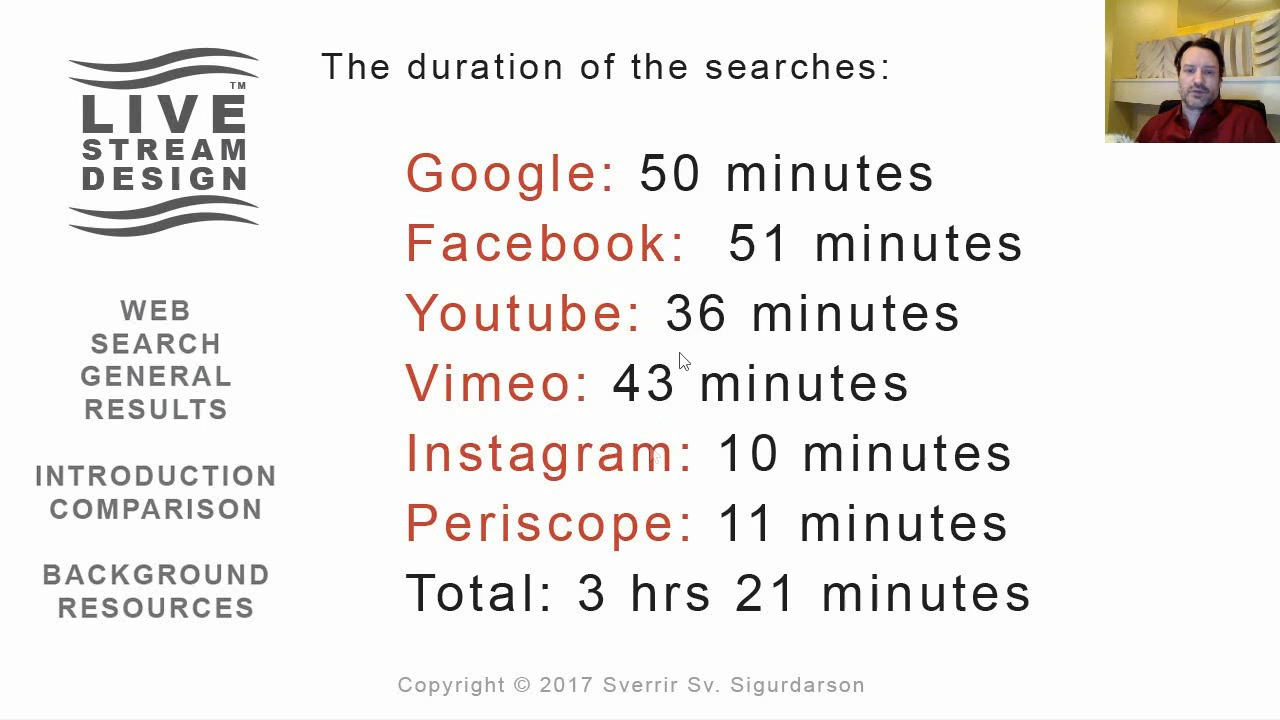 TM
LIVE
STREAM
DESIGN
WEB
SEARCH
GENERAL
RESULTS
INTRODUCTION
COMPARISON
BACKGROUND
RESOURCES
The duration of the searches:
Google: 50 minutes
Facebook: 51 minutes
Youtube: 36 minutes
Vimeo: 43 minutes
Instagram: 10 minutes
Periscope: 11 minutes
Total: 3 hrs 21 minutes
Copyright © 2017 Sverrir Sv. Sigurdarson